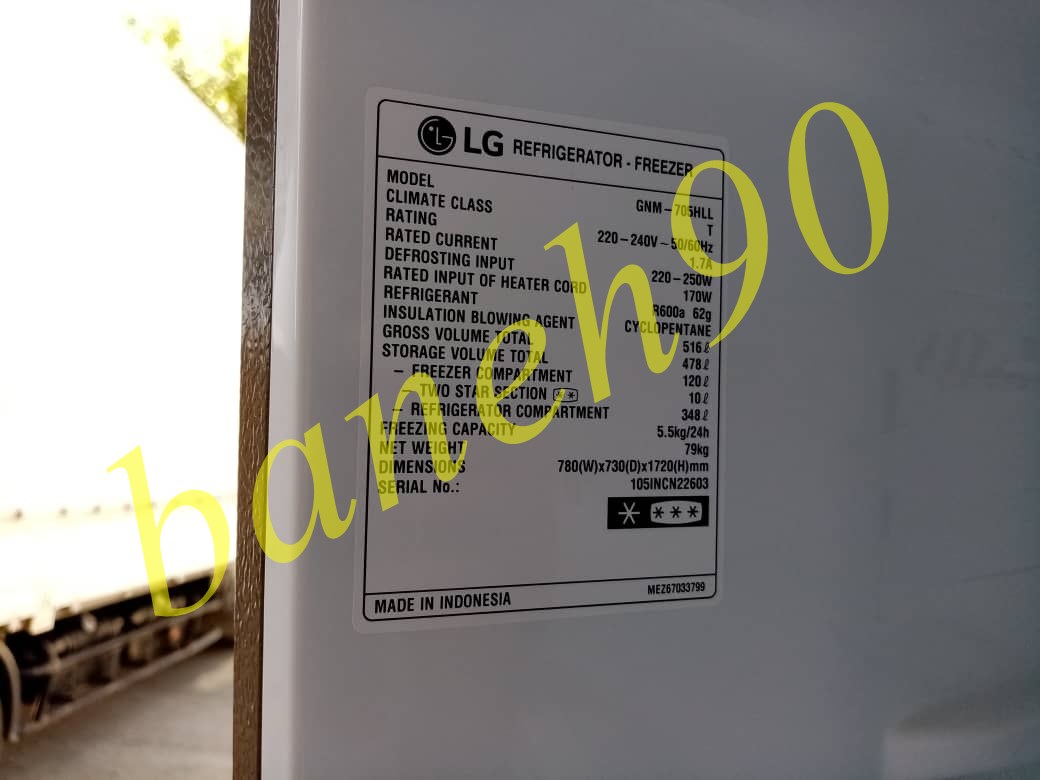 LG REFRIGERATOR - FREEZER
MODEL GNM-705HLL
CLIMATE CLASS T
RATING 220-240V~50/60Hz
RATED CURRENT 1.7A
DEFROSTING INPUT 220-250W
RATED INPUT OF HEATER CORD 170W
REFRIGERANT R600a 62g
INSULATION BLOWING AGENT CYCLOPENTANE
GROSS VOLUME TOTAL 516ℓ
STORAGE VOLUME TOTAL 478ℓ
- FREEZER COMPARTMENT 120ℓ
- TWO STAR SECTION ** 10ℓ
- REFRIGERATOR COMPARTMENT 348ℓ
FREEZING CAPACITY 5.5kg/24h
NET WEIGHT 79kg
DIMENSIONS 780(W)x730(D)x1720(H)mm
SERIAL No.: 105INCN22603
* ***
MEZ67033799
MADE IN INDONESIA
baneh90